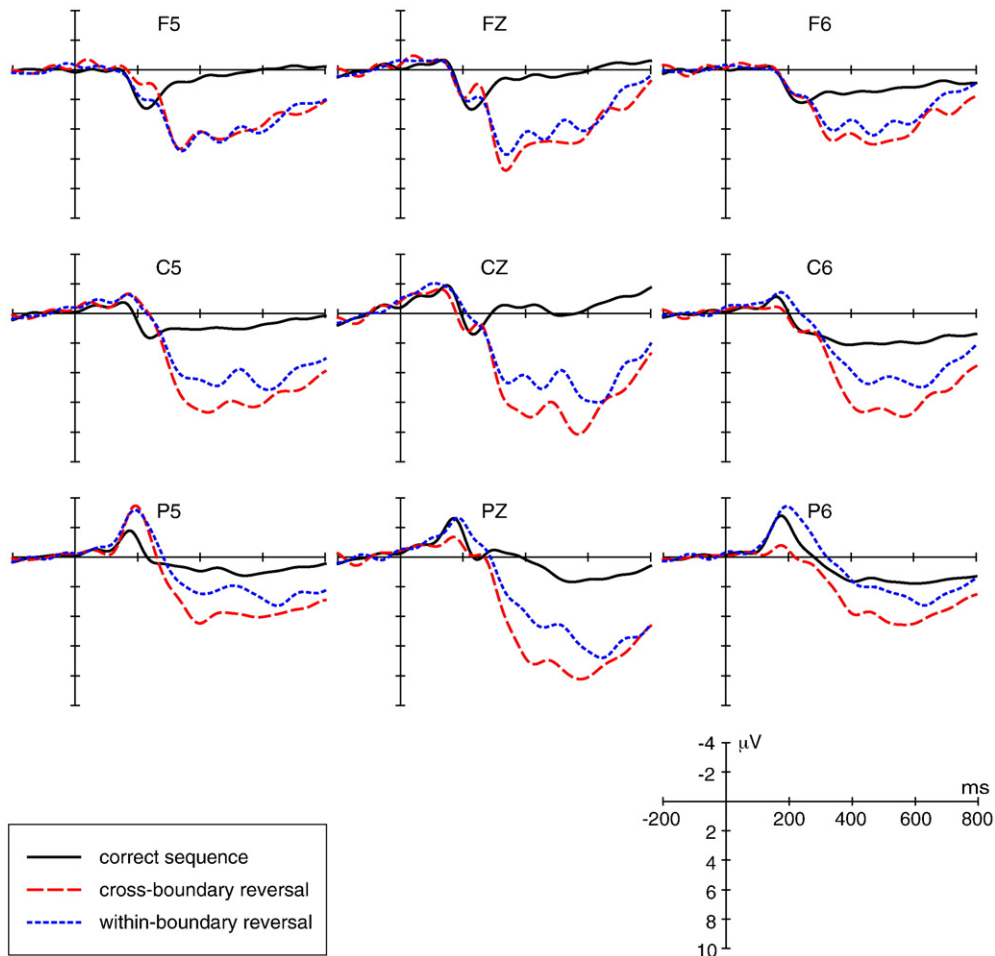 F5 FZ F6
C5 CZ C6
P5 PZ P6
-4 μV
-2
ms
-200 200 400 600 800
2
4
6
8
10
correct sequence
cross-boundary reversal
within-boundary reversal